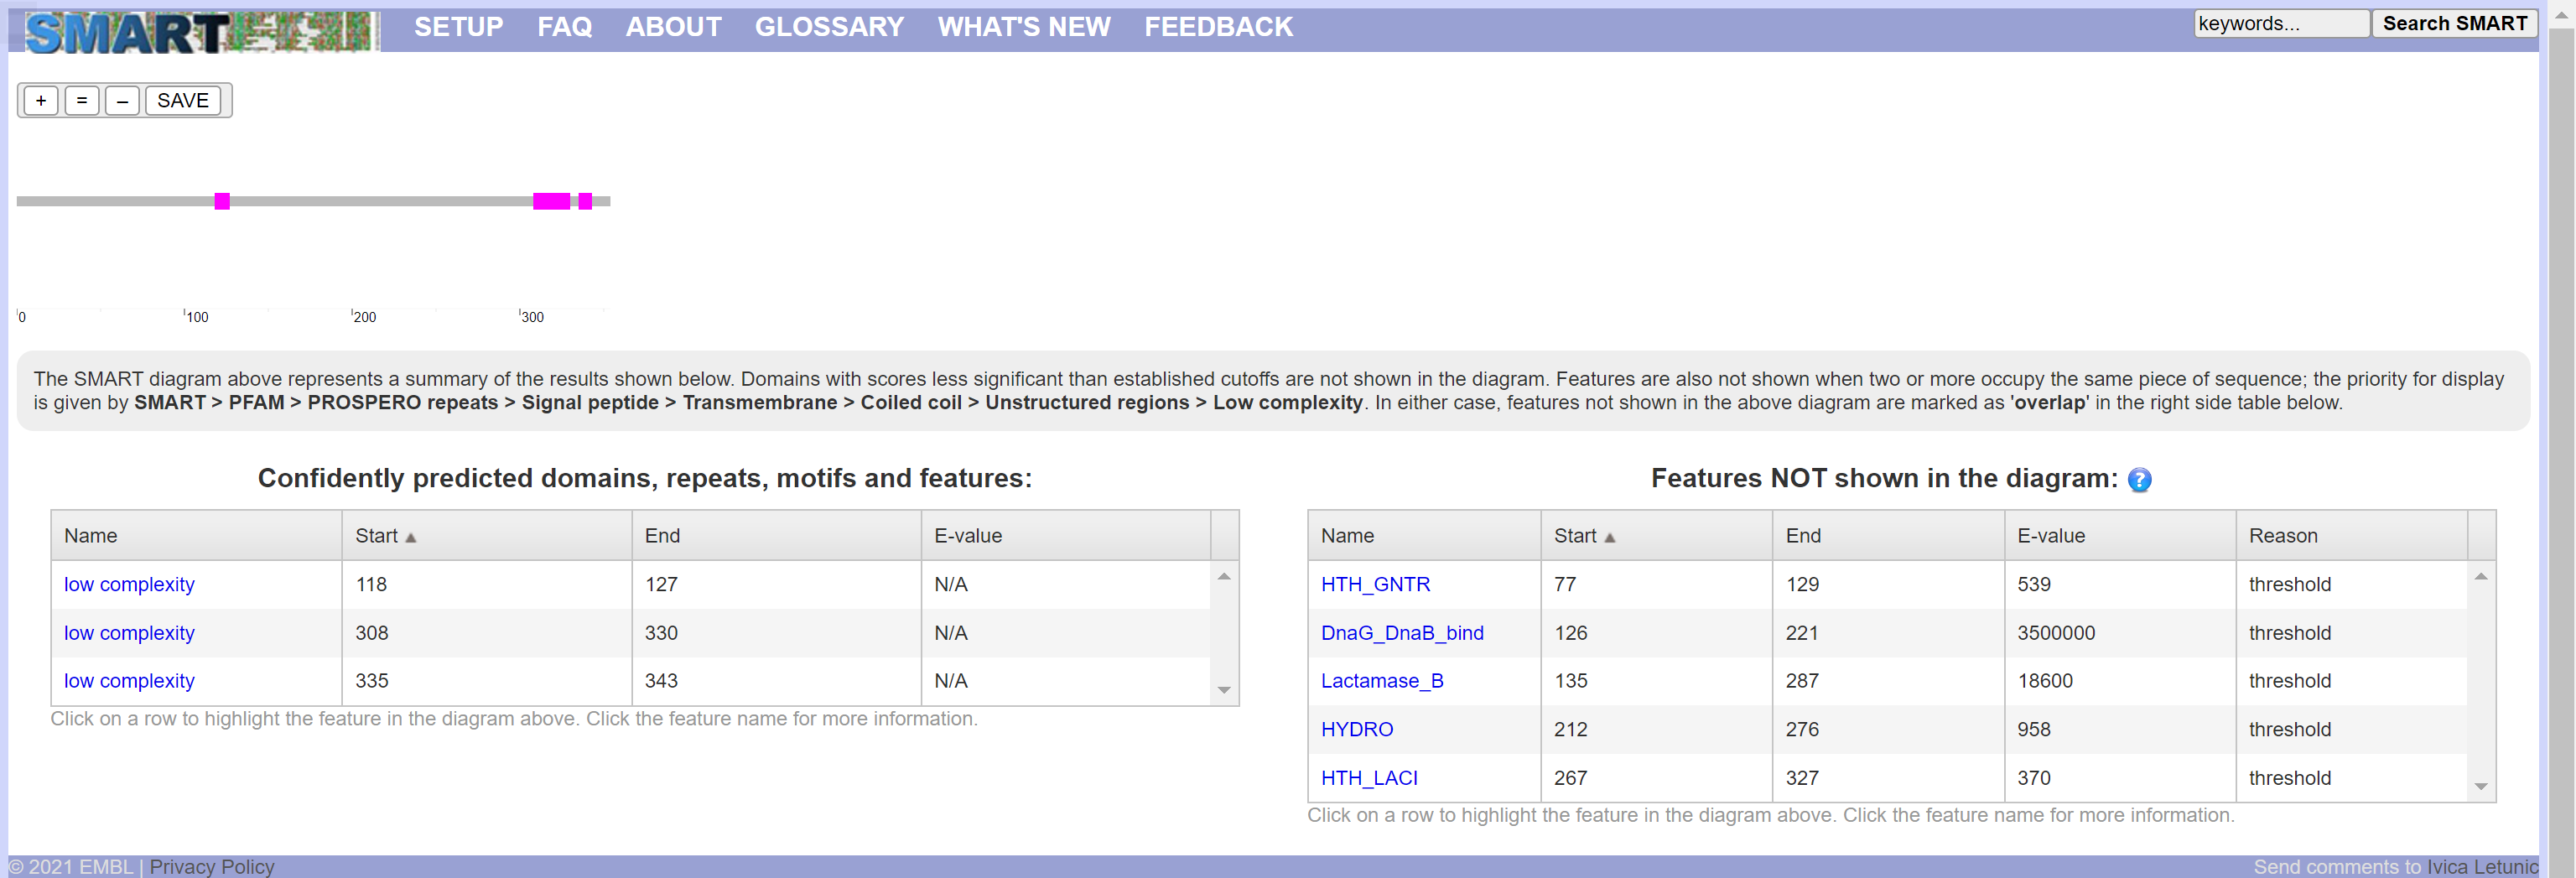 SMART SETUP FAQ ABOUT GLOSSARY WHAT'S NEW FEEDBACK keywords... Search SMART
+ = – SAVE
0 100 200 300
The SMART diagram above represents a summary of the results shown below. Domains with scores less significant than established cutoffs are not shown in the diagram. Features are also not shown when two or more occupy the same piece of sequence; the priority for display
is given by SMART > PFAM > PROSPERO repeats > Signal peptide > Transmembrane > Coiled coil > Unstructured regions > Low complexity. In either case, features not shown in the above diagram are marked as 'overlap' in the right side table below.
Confidently predicted domains, repeats, motifs and features:
Name Start End E-value
low complexity 118 127 N/A
low complexity 308 330 N/A
low complexity 335 343 N/A
Click on a row to highlight the feature in the diagram above. Click the feature name for more information.
Features NOT shown in the diagram: ?
Name Start End E-value Reason
HTH_GNTR 77 129 539 threshold
DnaG_DnaB_bind 126 221 3500000 threshold
Lactamase_B 135 287 18600 threshold
HYDRO 212 276 958 threshold
HTH_LACI 267 327 370 threshold
Click on a row to highlight the feature in the diagram above. Click the feature name for more information.
© 2021 EMBL | Privacy Policy Send comments to Ivica Letunic